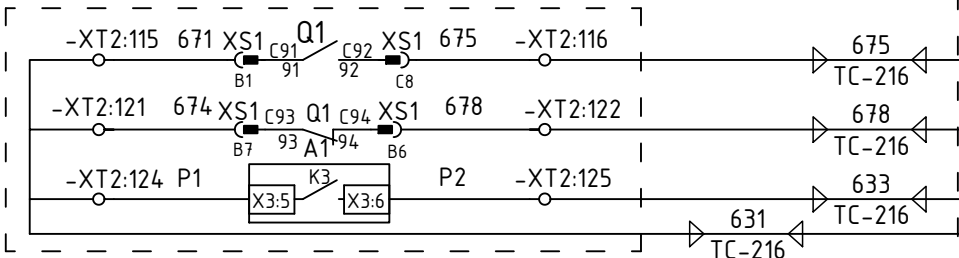 Q1
-XT2:115 671 XS1 C91 C92 XS1 675 -XT2:116 675
91 92 TC-216
B1 C8
-XT2:121 674 XS1 C93 Q1 C94 XS1 678 -XT2:122 678
93 94 TC-216
B7 A1 B6
-XT2:124 P1 K3 P2 -XT2:125 633
X3:5 X3:6 TC-216
631
TC-216